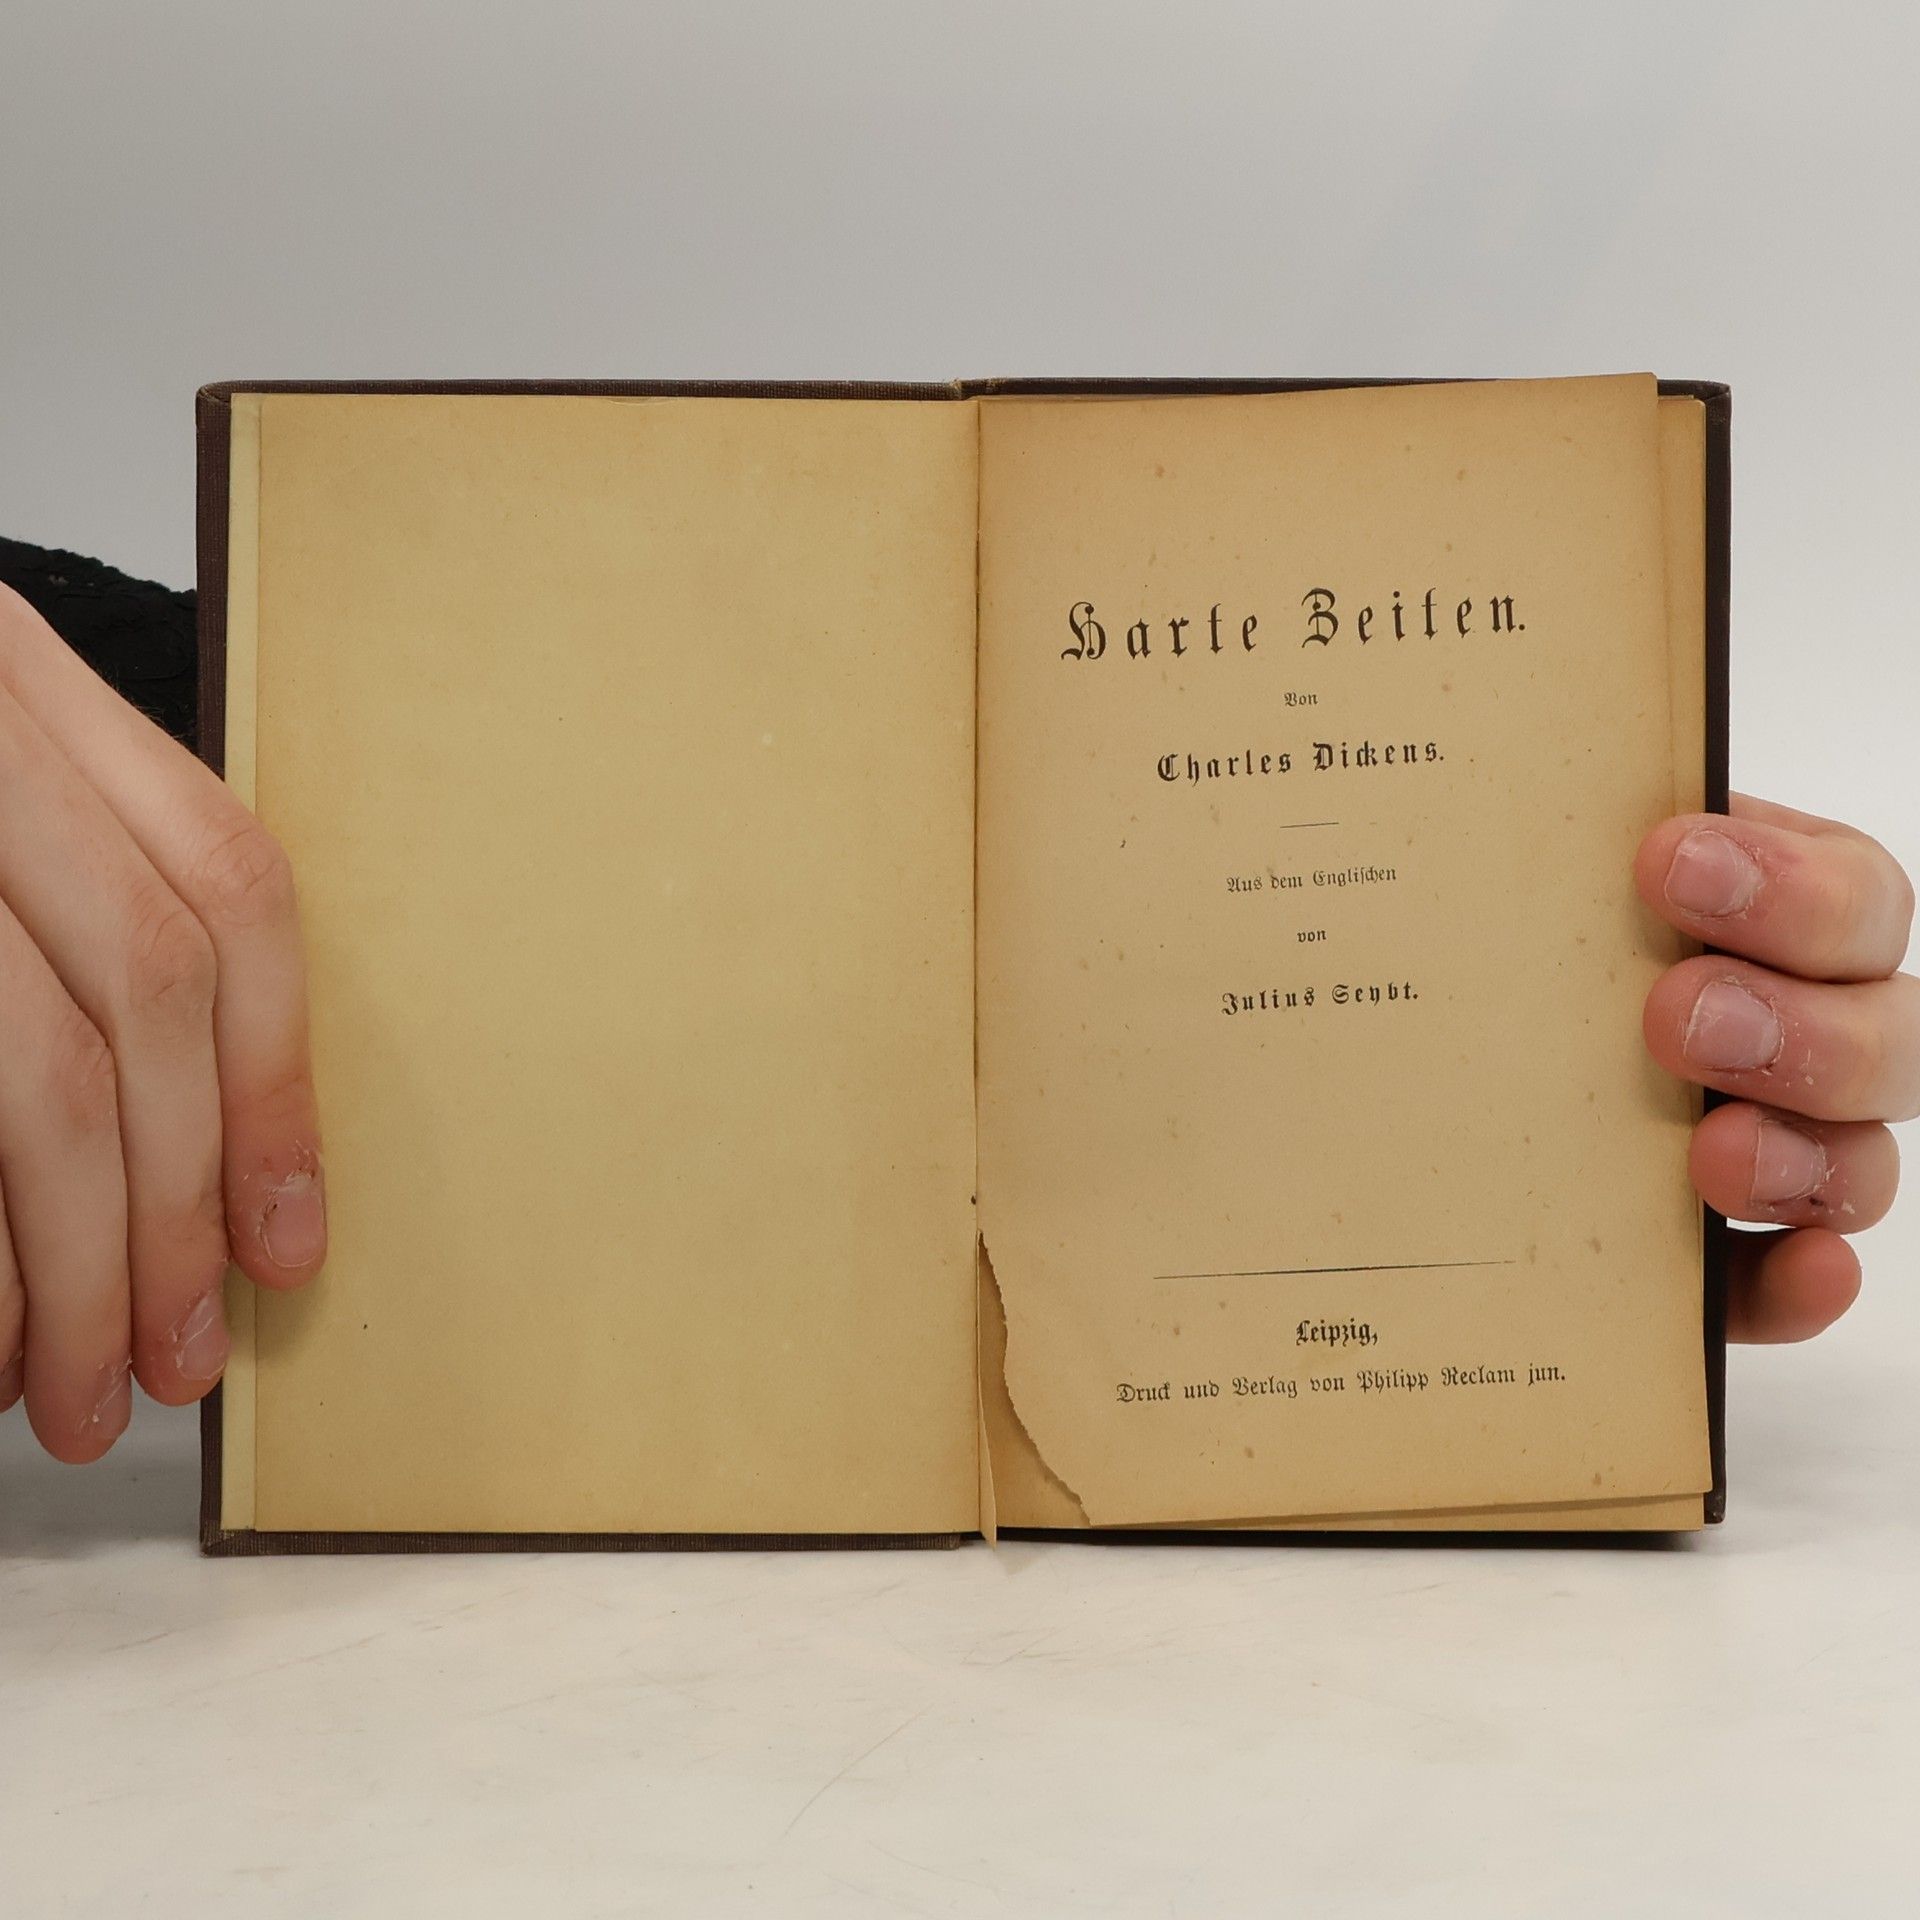 Harte Zeiten.
Von
Charles Dickens.
Aus dem Engliſchen
von
Julius Seybt.
Leipzig,
Druck und Verlag von Philipp Reclam jun.